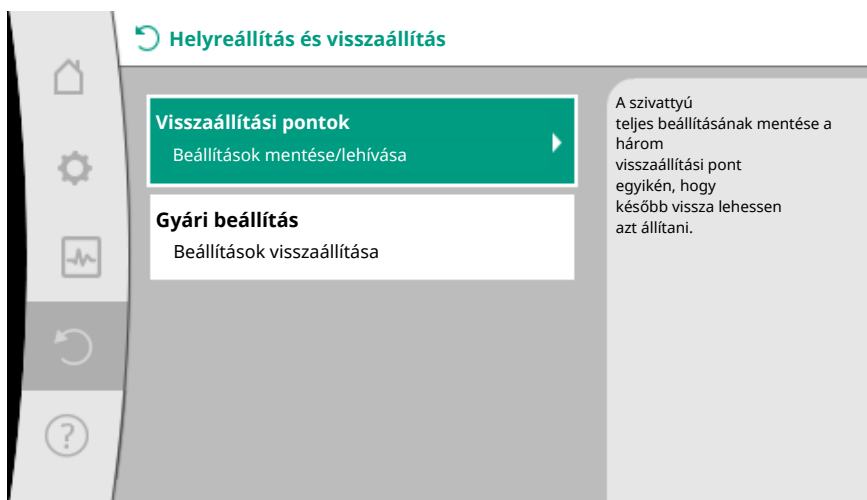 Helyreállítás és visszaállítás
Visszaállítási pontok
Beállítások mentése/lehívása
Gyári beállítás
Beállítások visszaállítása
A szivattyú
teljes beállításának mentése a
három
visszaállítási pont
egyikén, hogy
később vissza lehessen
azt állítani.
?